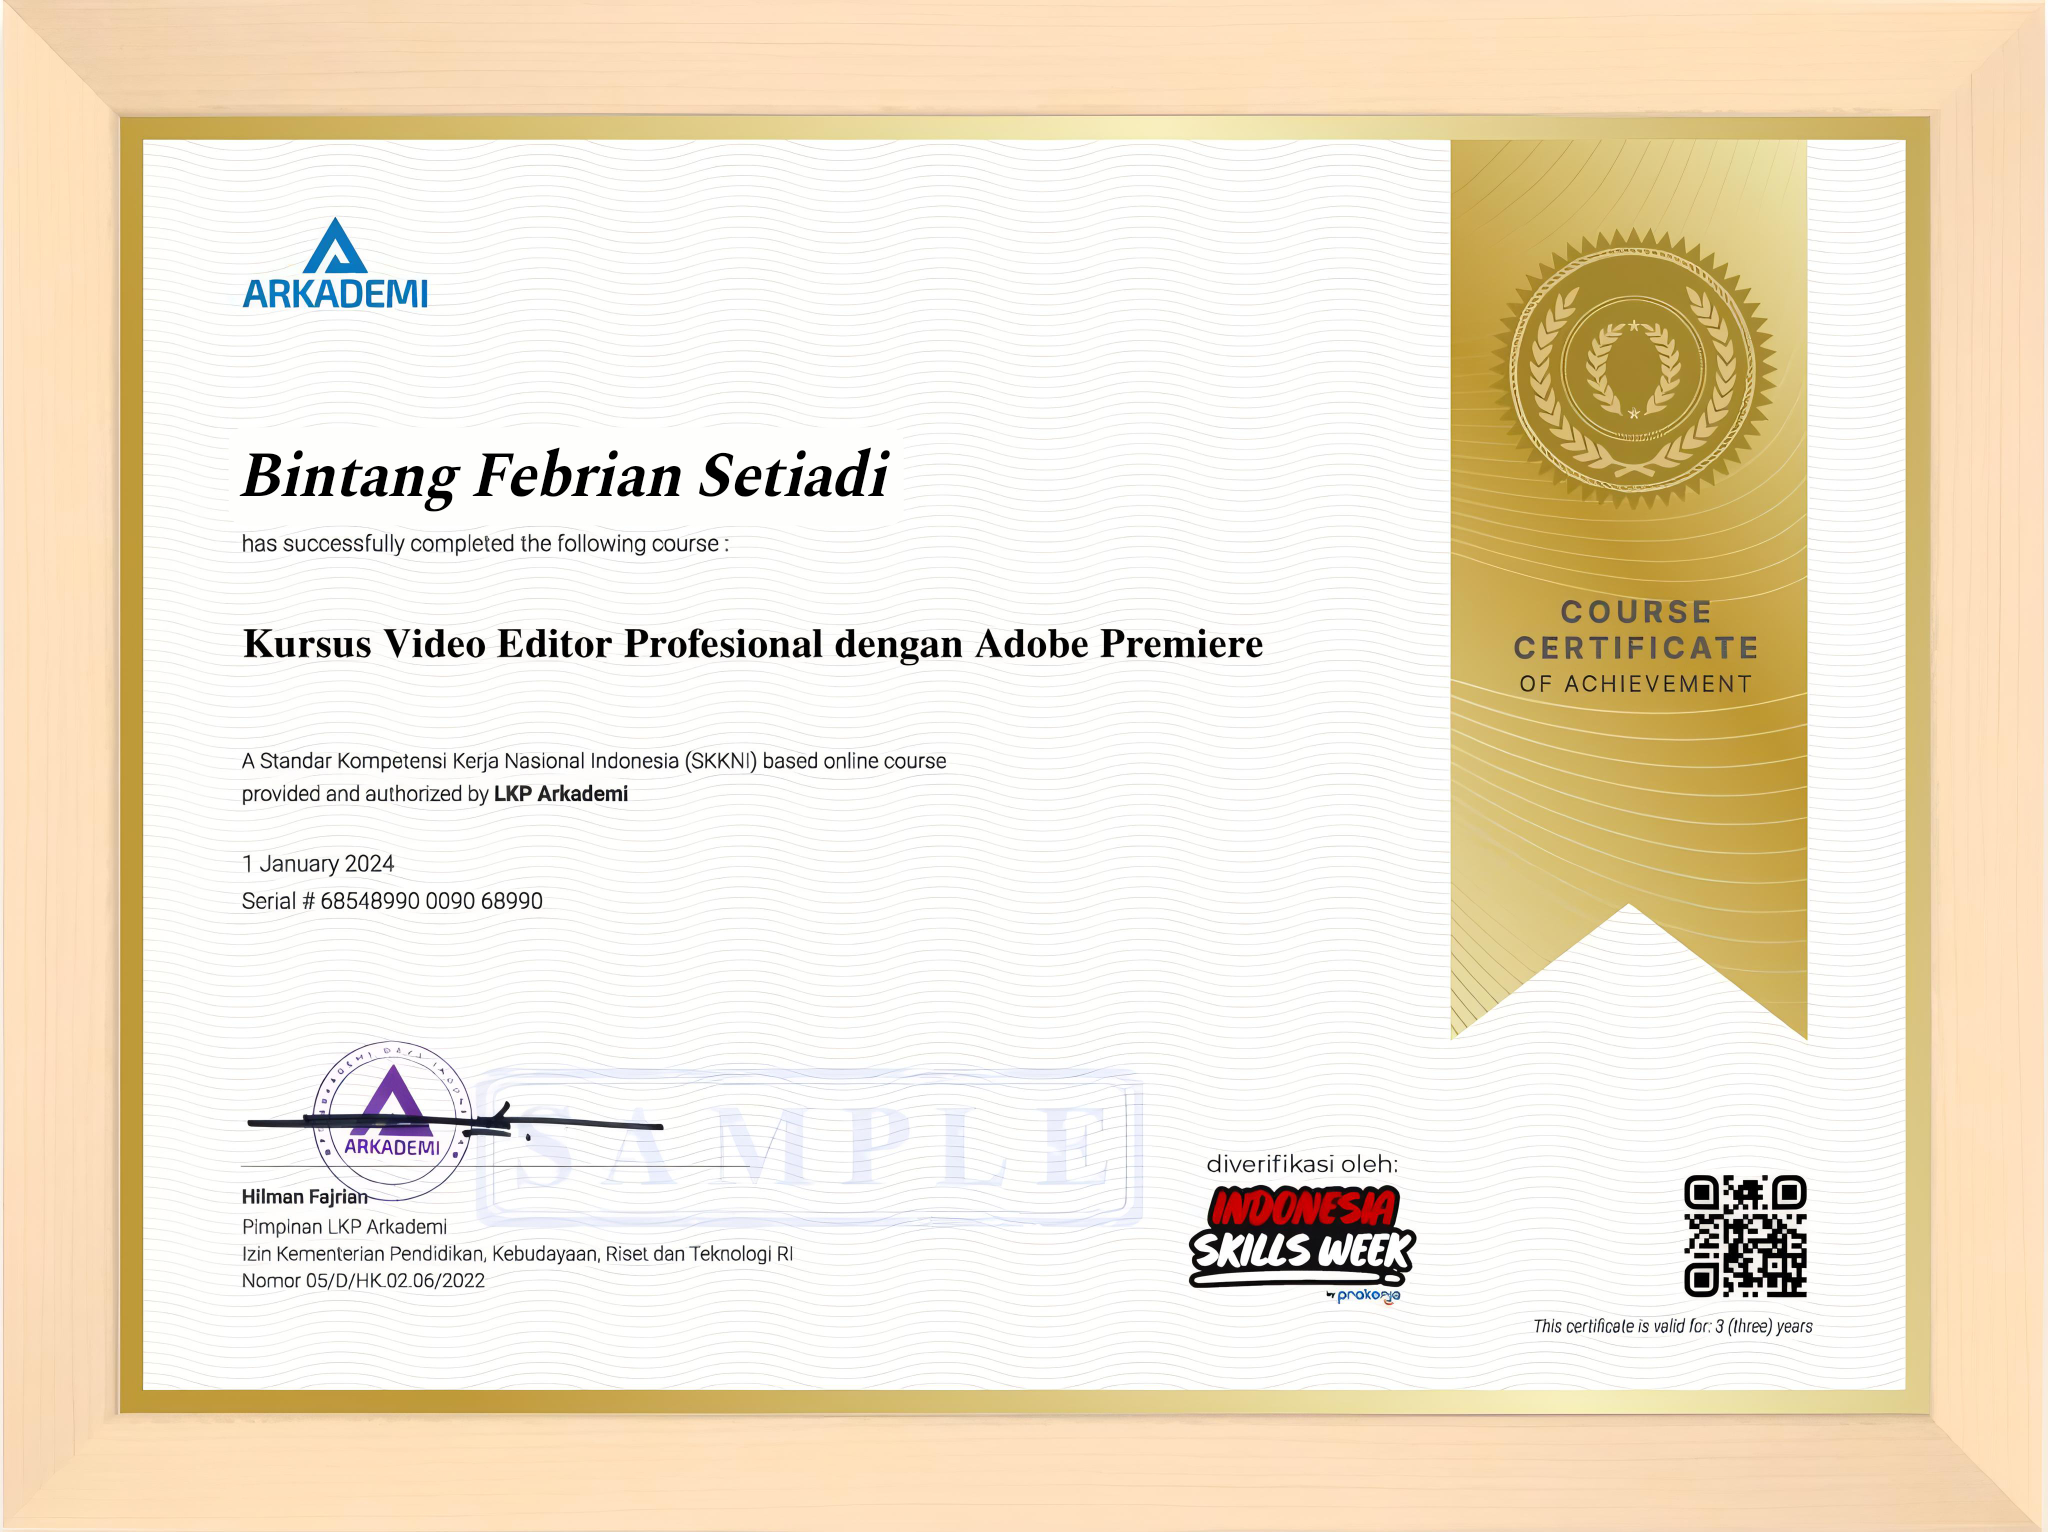 ARKADEMI
Bintang Febrian Setiadi
has successfully completed the following course :
Kursus Video Editor Profesional dengan Adobe Premiere
A Standar Kompetensi Kerja Nasional Indonesia (SKKNI) based online course
provided and authorized by LKP Arkademi
1 January 2024
Serial # 68548990 0090 68990
COURSE
CERTIFICATE
OF ACHIEVEMENT
ARKADEMI
SAMPLE
Hilman Fajrian
Pimpinan LKP Arkademi
Izin Kementerian Pendidikan, Kebudayaan, Riset dan Teknologi RI
Nomor 05/D/HK.02.06/2022
diverifikasi oleh:
INDONESIA
SKILLS WEEK
by prakerja
This certificate is valid for: 3 (three) years